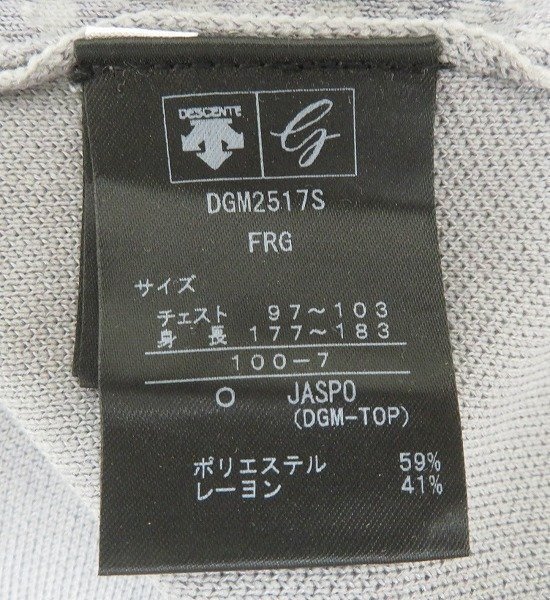 DESCENTE
DGM2517S
FRG
サイズ
チェスト 97～103
身 長 177～183
100-7
O JASPO
(DGM-TOP)
ポリエステル 59%
レーヨン 41%